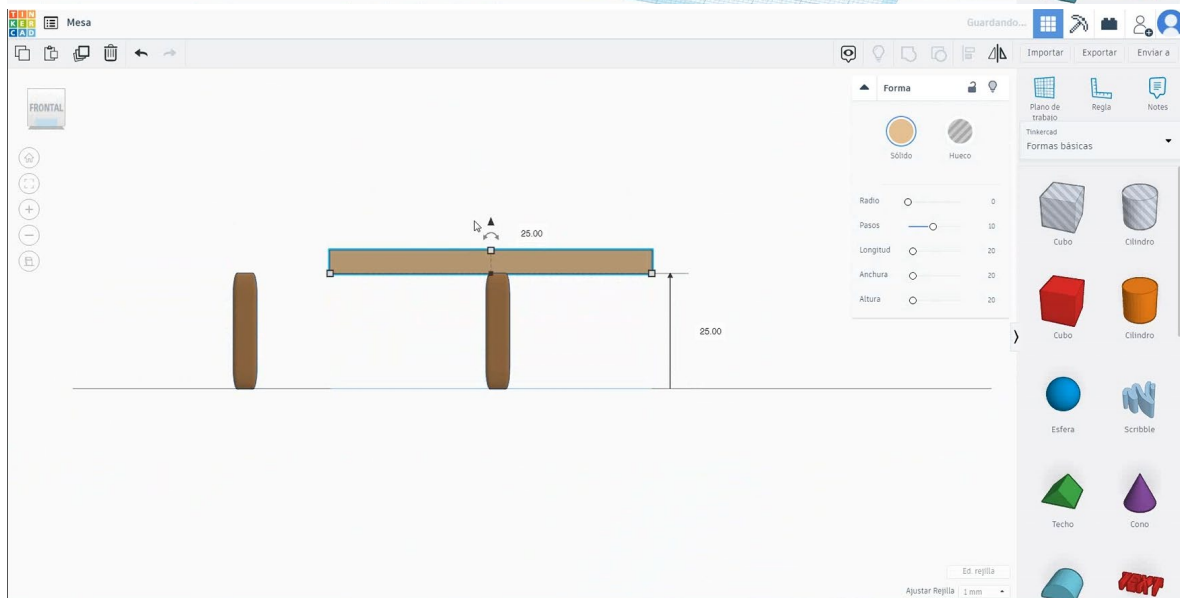 TIN
KER
CAD
Mesa
Guardando...
Importar
Exportar
Enviar a
FRONTAL
Forma
Sólido
Hueco
Radio
0
Pasos
10
Longitud
20
Anchura
20
Altura
20
25.00
25.00
Plano de
trabajo
Regla
Notes
Tinkercad
Formas básicas
Cubo
Cilindro
Cubo
Cilindro
Esfera
Scribble
Techo
Cono
TEXT
Ed. rejilla
Ajustar Rejilla
1 mm